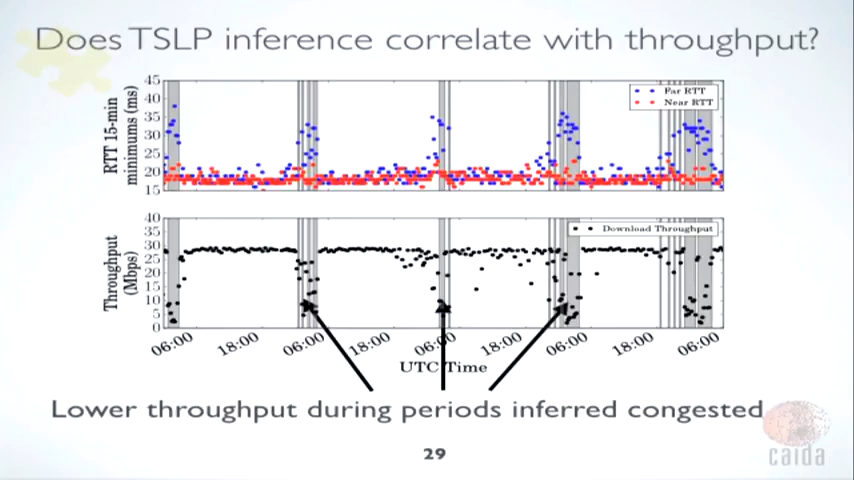 Does TSLP inference correlate with throughput?
RTT 15-min
minimums (ms)
45
40
35
30
25
20
15
Far RTT
Near RTT
Throughput
(Mbps)
40
35
30
25
20
15
10
5
0
Download Throughput
06:00
18:00
06:00
18:00
06:00
18:00
06:00
18:00
06:00
UTC Time
Lower throughput during periods inferred congested
29
caida